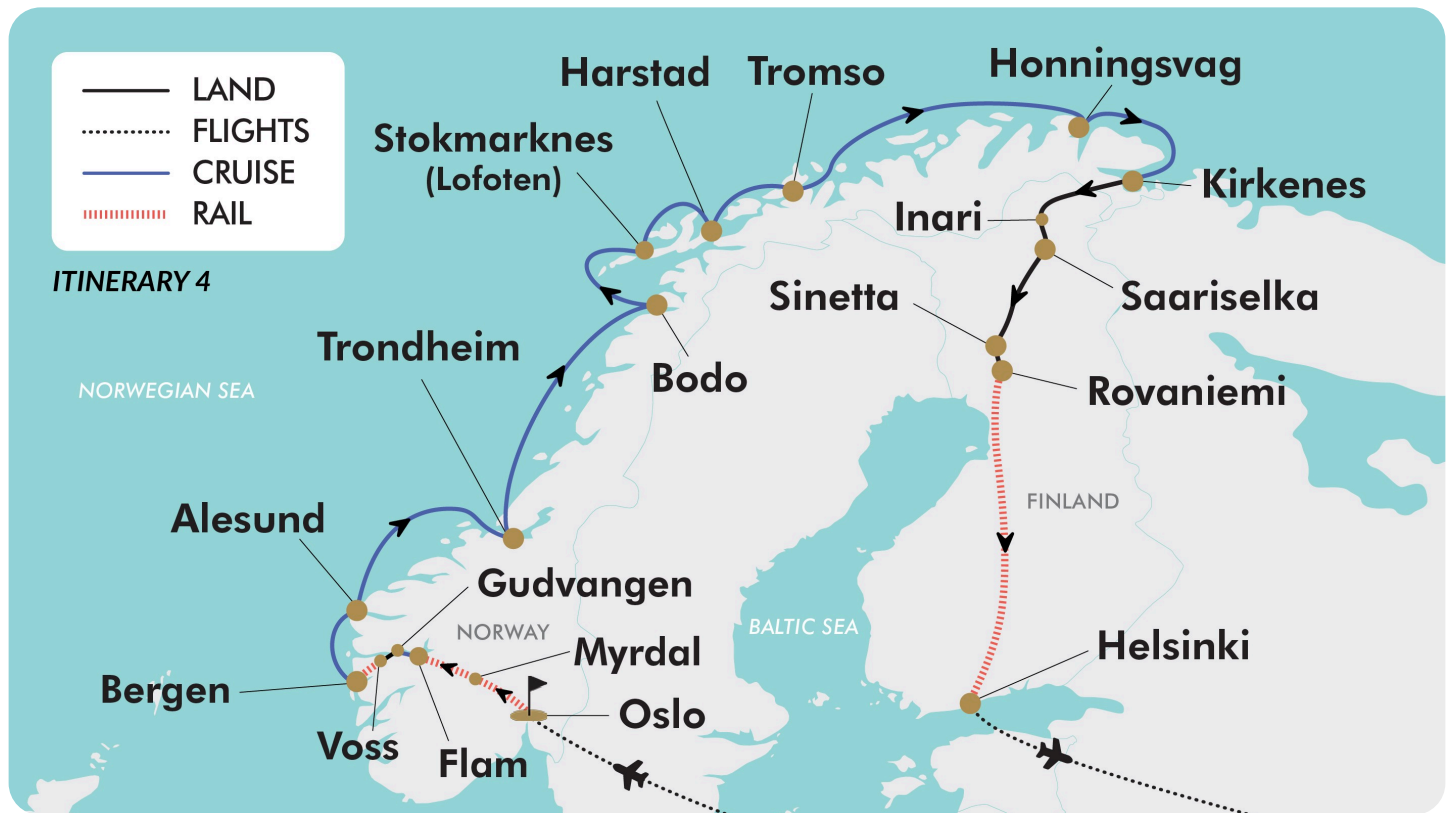 LAND
FLIGHTS
CRUISE
RAIL
ITINERARY 4
Harstad
Tromso
Honningsvag
Stokmarknes
(Lofoten)
Kirkenes
Inari
Saariselka
Sinetta
Trondheim
Bodo
Rovaniemi
NORWEGIAN SEA
FINLAND
Alesund
Gudvangen
NORWAY
BALTIC SEA
Myrdal
Helsinki
Bergen
Oslo
Voss
Flam